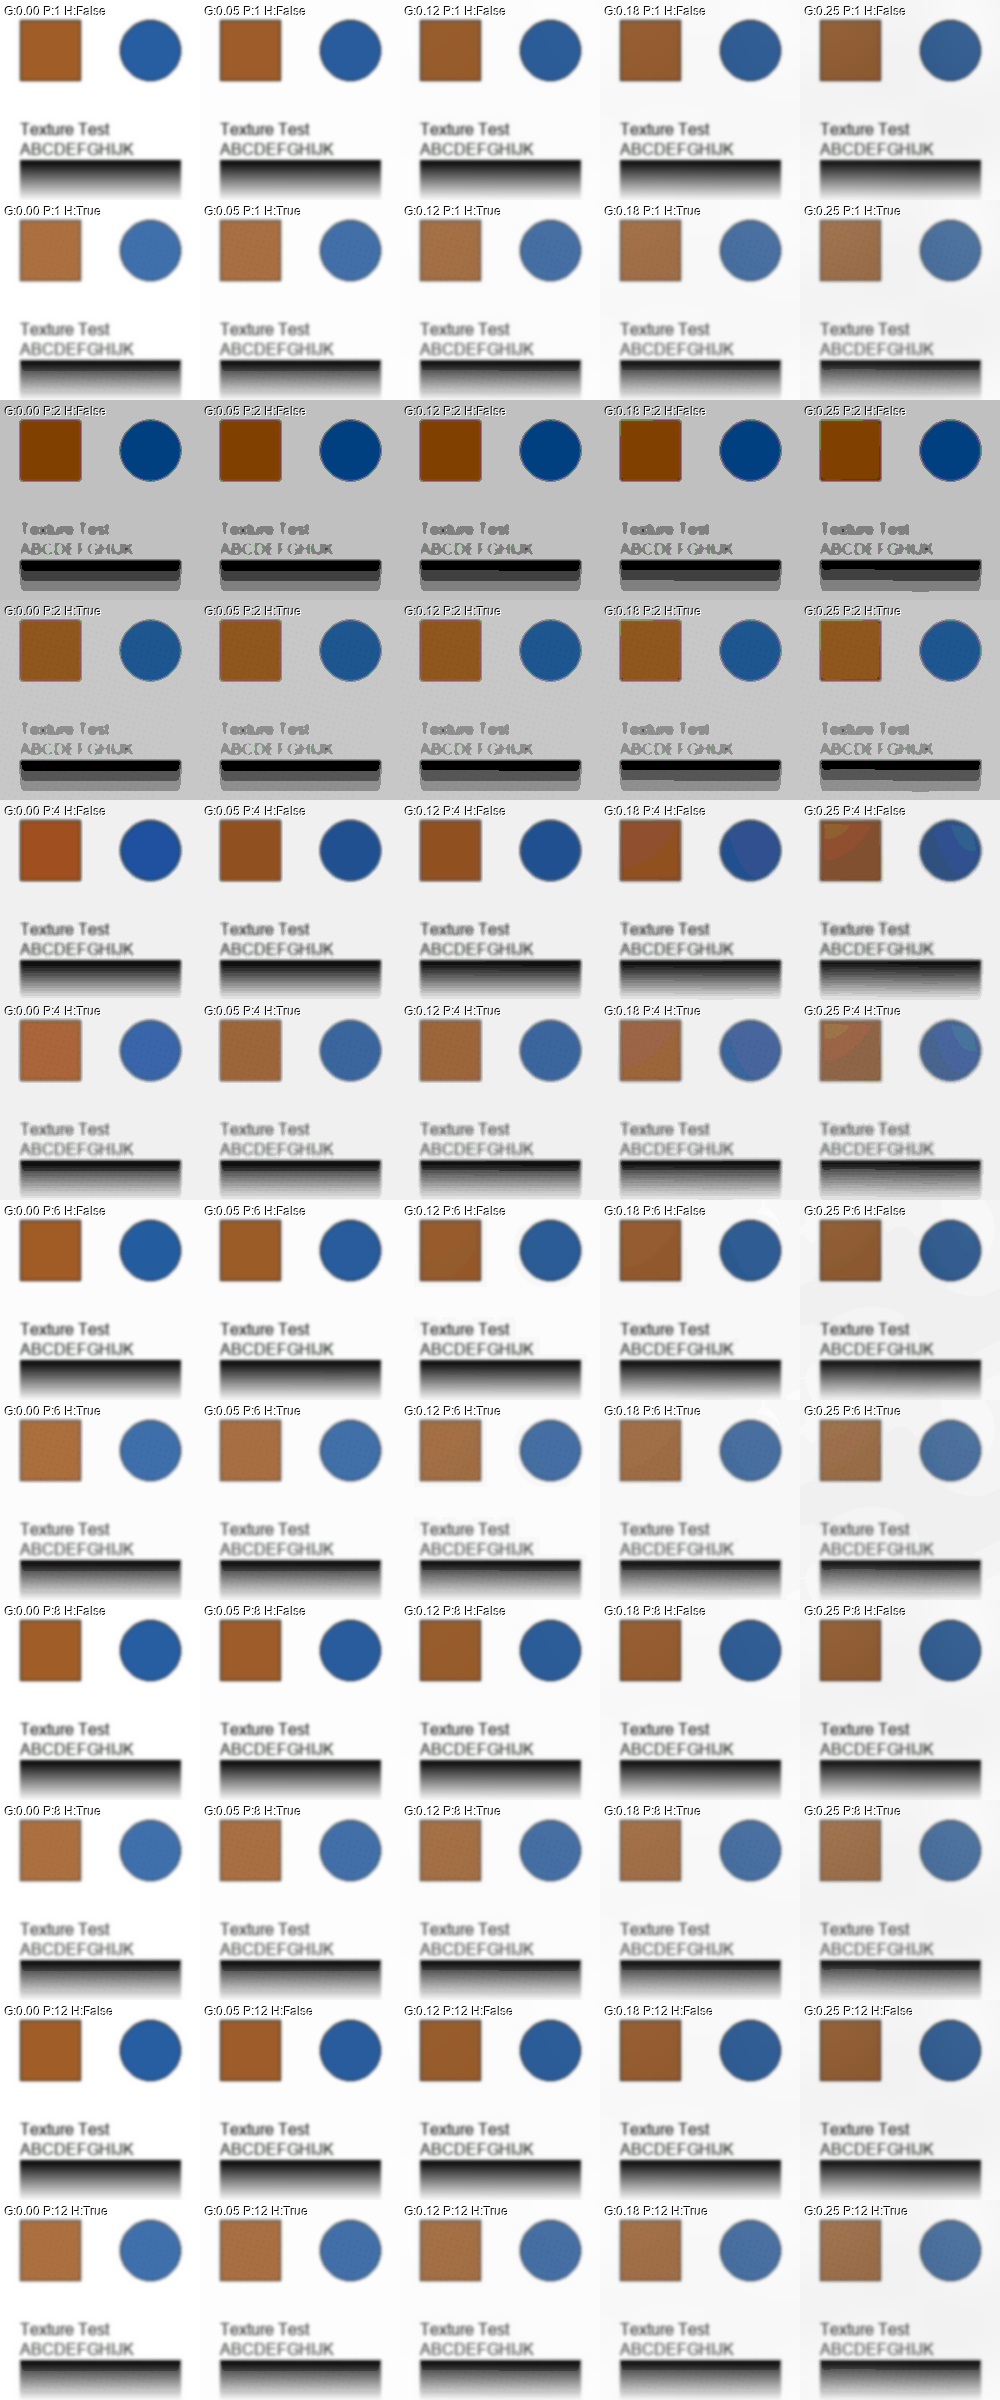 G:0.00 P:1 H:False G:0.05 P:1 H:False G:0.12 P:1 H:False G:0.18 P:1 H:False G:0.25 P:1 H:False
Texture Test Texture Test Texture Test Texture Test Texture Test
ABCDEFGHIJK ABCDEFGHIJK ABCDEFGHIJK ABCDEFGHIJK ABCDEFGHIJK
G:0.00 P:1 H:True G:0.05 P:1 H:True G:0.12 P:1 H:True G:0.18 P:1 H:True G:0.25 P:1 H:True
Texture Test Texture Test Texture Test Texture Test Texture Test
ABCDEFGHIJK ABCDEFGHIJK ABCDEFGHIJK ABCDEFGHIJK ABCDEFGHIJK
G:0.00 P:2 H:False G:0.05 P:2 H:False G:0.12 P:2 H:False G:0.18 P:2 H:False G:0.25 P:2 H:False
Texture Test Texture Test Texture Test Texture Test Texture Test
ABCDEFGHIJK ABCDEFGHIJK ABCDEFGHIJK ABCDEFGHIJK ABCDEFGHIJK
G:0.00 P:2 H:True G:0.05 P:2 H:True G:0.12 P:2 H:True G:0.18 P:2 H:True G:0.25 P:2 H:True
Texture Test Texture Test Texture Test Texture Test Texture Test
ABCDEFGHIJK ABCDEFGHIJK ABCDEFGHIJK ABCDEFGHIJK ABCDEFGHIJK
G:0.00 P:4 H:False G:0.05 P:4 H:False G:0.12 P:4 H:False G:0.18 P:4 H:False G:0.25 P:4 H:False
Texture Test Texture Test Texture Test Texture Test Texture Test
ABCDEFGHIJK ABCDEFGHIJK ABCDEFGHIJK ABCDEFGHIJK ABCDEFGHIJK
G:0.00 P:4 H:True G:0.05 P:4 H:True G:0.12 P:4 H:True G:0.18 P:4 H:True G:0.25 P:4 H:True
Texture Test Texture Test Texture Test Texture Test Texture Test
ABCDEFGHIJK ABCDEFGHIJK ABCDEFGHIJK ABCDEFGHIJK ABCDEFGHIJK
G:0.00 P:6 H:False G:0.05 P:6 H:False G:0.12 P:6 H:False G:0.18 P:6 H:False G:0.25 P:6 H:False
Texture Test Texture Test Texture Test Texture Test Texture Test
ABCDEFGHIJK ABCDEFGHIJK ABCDEFGHIJK ABCDEFGHIJK ABCDEFGHIJK
G:0.00 P:6 H:True G:0.05 P:6 H:True G:0.12 P:6 H:True G:0.18 P:6 H:True G:0.25 P:6 H:True
Texture Test Texture Test Texture Test Texture Test Texture Test
ABCDEFGHIJK ABCDEFGHIJK ABCDEFGHIJK ABCDEFGHIJK ABCDEFGHIJK
G:0.00 P:8 H:False G:0.05 P:8 H:False G:0.12 P:8 H:False G:0.18 P:8 H:False G:0.25 P:8 H:False
Texture Test Texture Test Texture Test Texture Test Texture Test
ABCDEFGHIJK ABCDEFGHIJK ABCDEFGHIJK ABCDEFGHIJK ABCDEFGHIJK
G:0.00 P:8 H:True G:0.05 P:8 H:True G:0.12 P:8 H:True G:0.18 P:8 H:True G:0.25 P:8 H:True
Texture Test Texture Test Texture Test Texture Test Texture Test
ABCDEFGHIJK ABCDEFGHIJK ABCDEFGHIJK ABCDEFGHIJK ABCDEFGHIJK
G:0.00 P:12 H:False G:0.05 P:12 H:False G:0.12 P:12 H:False G:0.18 P:12 H:False G:0.25 P:12 H:False
Texture Test Texture Test Texture Test Texture Test Texture Test
ABCDEFGHIJK ABCDEFGHIJK ABCDEFGHIJK ABCDEFGHIJK ABCDEFGHIJK
G:0.00 P:12 H:True G:0.05 P:12 H:True G:0.12 P:12 H:True G:0.18 P:12 H:True G:0.25 P:12 H:True
Texture Test Texture Test Texture Test Texture Test Texture Test
ABCDEFGHIJK ABCDEFGHIJK ABCDEFGHIJK ABCDEFGHIJK ABCDEFGHIJK